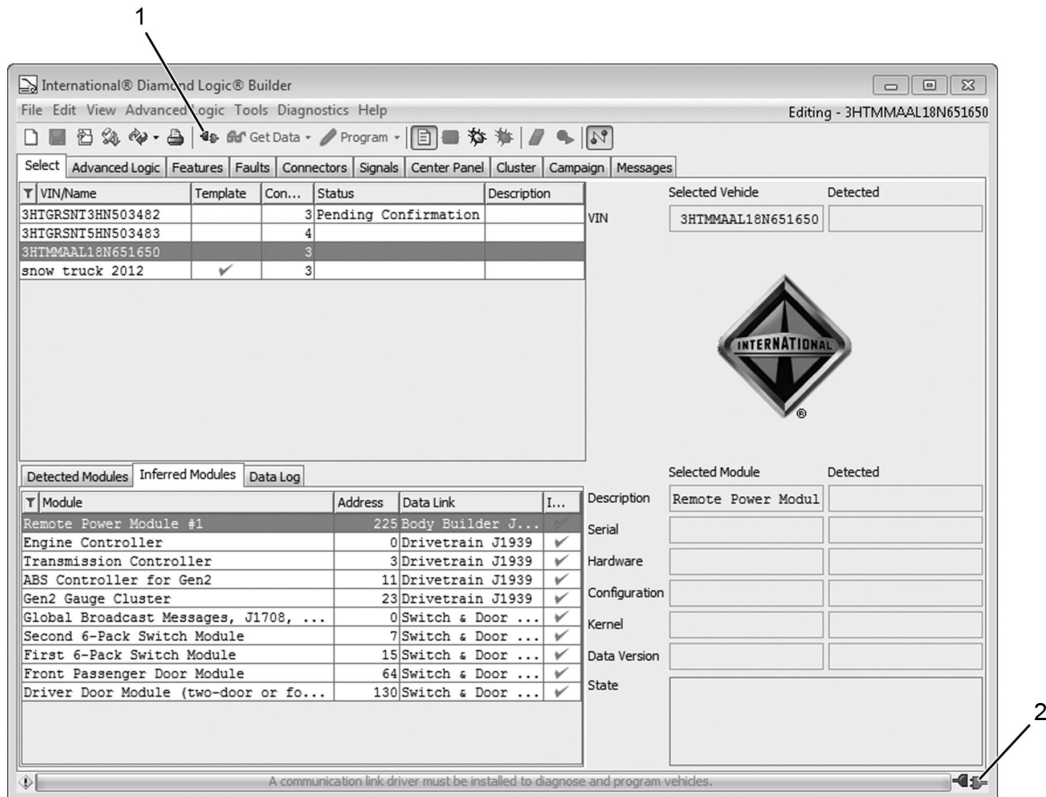 1
International® Diamond Logic® Builder
File Edit View Advanced Logic Tools Diagnostics Help
Editing - 3HTMMAAL18N651650
Get Data Program
Select Advanced Logic Features Faults Connectors Signals Center Panel Cluster Campaign Messages
VIN/Name Template Con... Status Description
3HTGRSNT3HN503482 3 Pending Confirmation
3HTGRSNT5HN503483 4
3HTMMAAL18N651650 3
snow truck 2012 3
Selected Vehicle Detected
VIN 3HTMMAAL18N651650
INTERNATIONAL
®
Detected Modules Inferred Modules Data Log
Module Address Data Link I...
Remote Power Module #1 225 Body Builder J...
Engine Controller 0 Drivetrain J1939
Transmission Controller 3 Drivetrain J1939
ABS Controller for Gen2 11 Drivetrain J1939
Gen2 Gauge Cluster 23 Drivetrain J1939
Global Broadcast Messages, J1708, ... 0 Switch & Door ...
Second 6-Pack Switch Module 7 Switch & Door ...
First 6-Pack Switch Module 15 Switch & Door ...
Front Passenger Door Module 64 Switch & Door ...
Driver Door Module (two-door or fo... 130 Switch & Door ...
Selected Module Detected
Description Remote Power Modul
Serial
Hardware
Configuration
Kernel
Data Version
State
2
A communication link driver must be installed to diagnose and program vehicles.